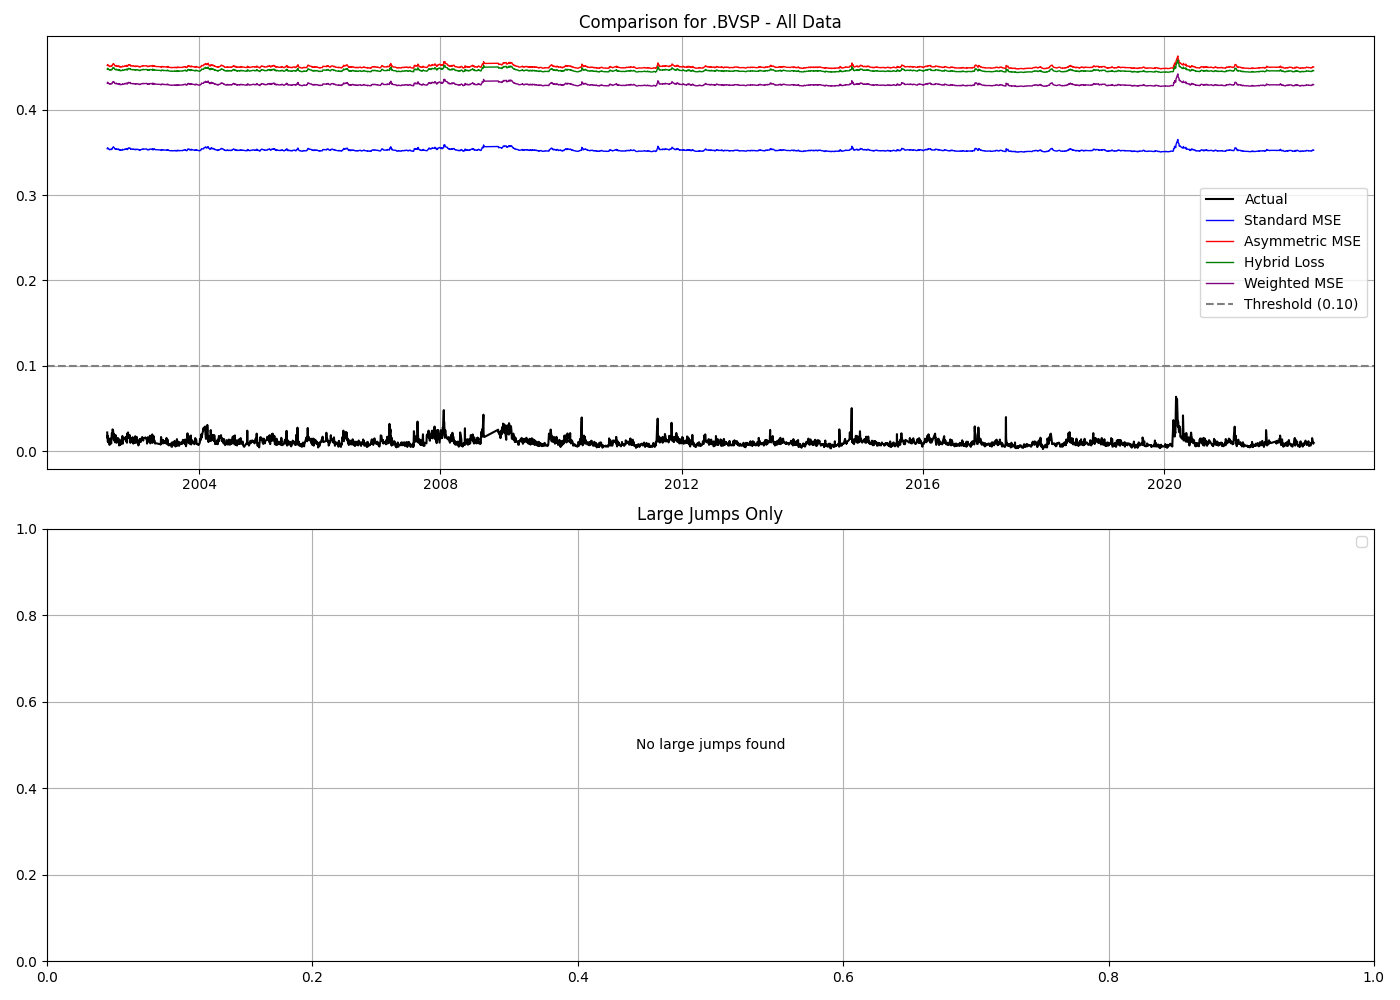 Comparison for .BVSP - All Data
0.4
0.3
0.2
0.1
0.0
Actual
Standard MSE
Asymmetric MSE
Hybrid Loss
Weighted MSE
Threshold (0.10)
2004 2008 2012 2016 2020
Large Jumps Only
1.0
0.8
0.6
0.4
0.2
0.0
No large jumps found
0.0 0.2 0.4 0.6 0.8 1.0